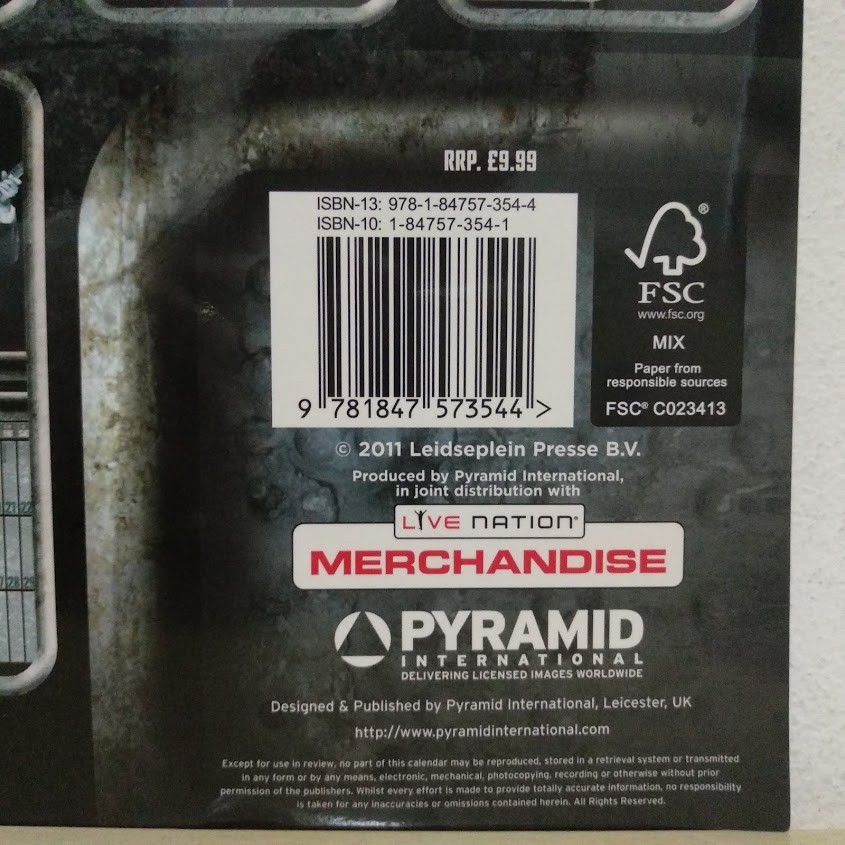 RRP. £9.99
ISBN-13: 978-1-84757-354-4
ISBN-10: 1-84757-354-1
9 781847 573544 >
®
FSC
www.fsc.org
MIX
Paper from
responsible sources
FSC® C023413
© 2011 Leidseplein Presse B.V.
Produced by Pyramid International,
in joint distribution with
LIVE NATION®
MERCHANDISE
PYRAMID
INTERNATIONAL
DELIVERING LICENSED IMAGES WORLDWIDE
Designed & Published by Pyramid International, Leicester, UK
http://www.pyramidinternational.com
Except for use in review, no part of this calendar may be reproduced, stored in a retrieval system or transmitted
in any form or by any means, electronic, mechanical, photocopying, recording or otherwise without prior
permission of the publishers. Whilst every effort is made to provide totally accurate information, no responsibility
is taken for any inaccuracies or omissions contained herein. All Rights Reserved.